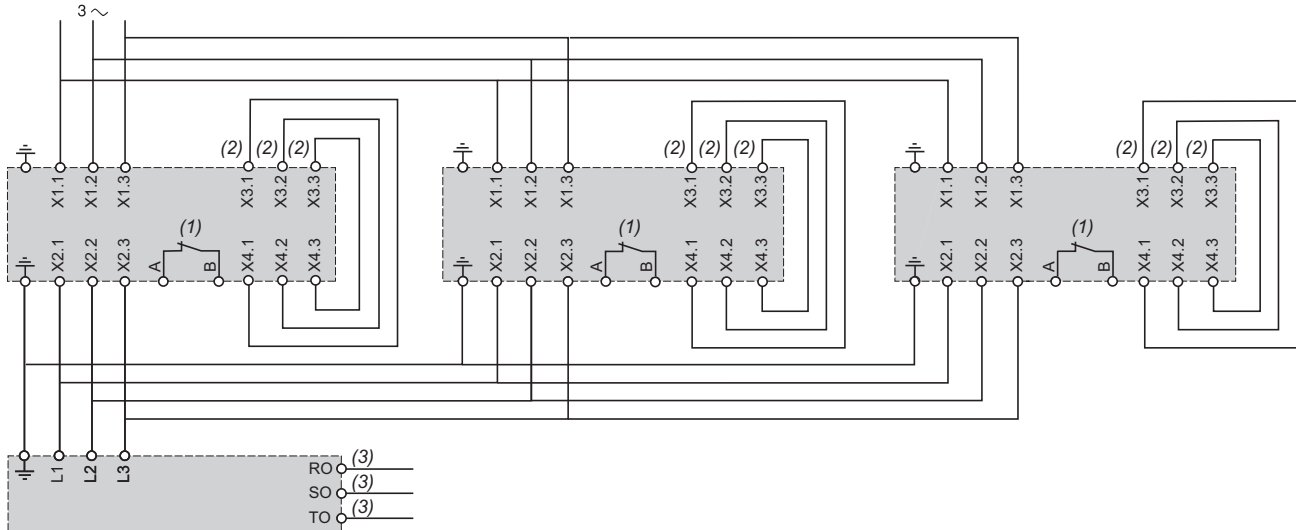 3 ~
(2) (2) (2) (2) (2) (2) (2) (2) (2)
X1.1 X1.2 X1.3 X3.1 X3.2 X3.3 X1.1 X1.2 X1.3 X3.1 X3.2 X3.3 X1.1 X1.2 X1.3 X3.1 X3.2 X3.3
(1) (1) (1)
X2.1 X2.2 X2.3 A B X4.1 X4.2 X4.3 X2.1 X2.2 X2.3 A B X4.1 X4.2 X4.3 X2.1 X2.2 X2.3 A B X4.1 X4.2 X4.3
L1 L2 L3
RO (3)
SO (3)
TO (3)